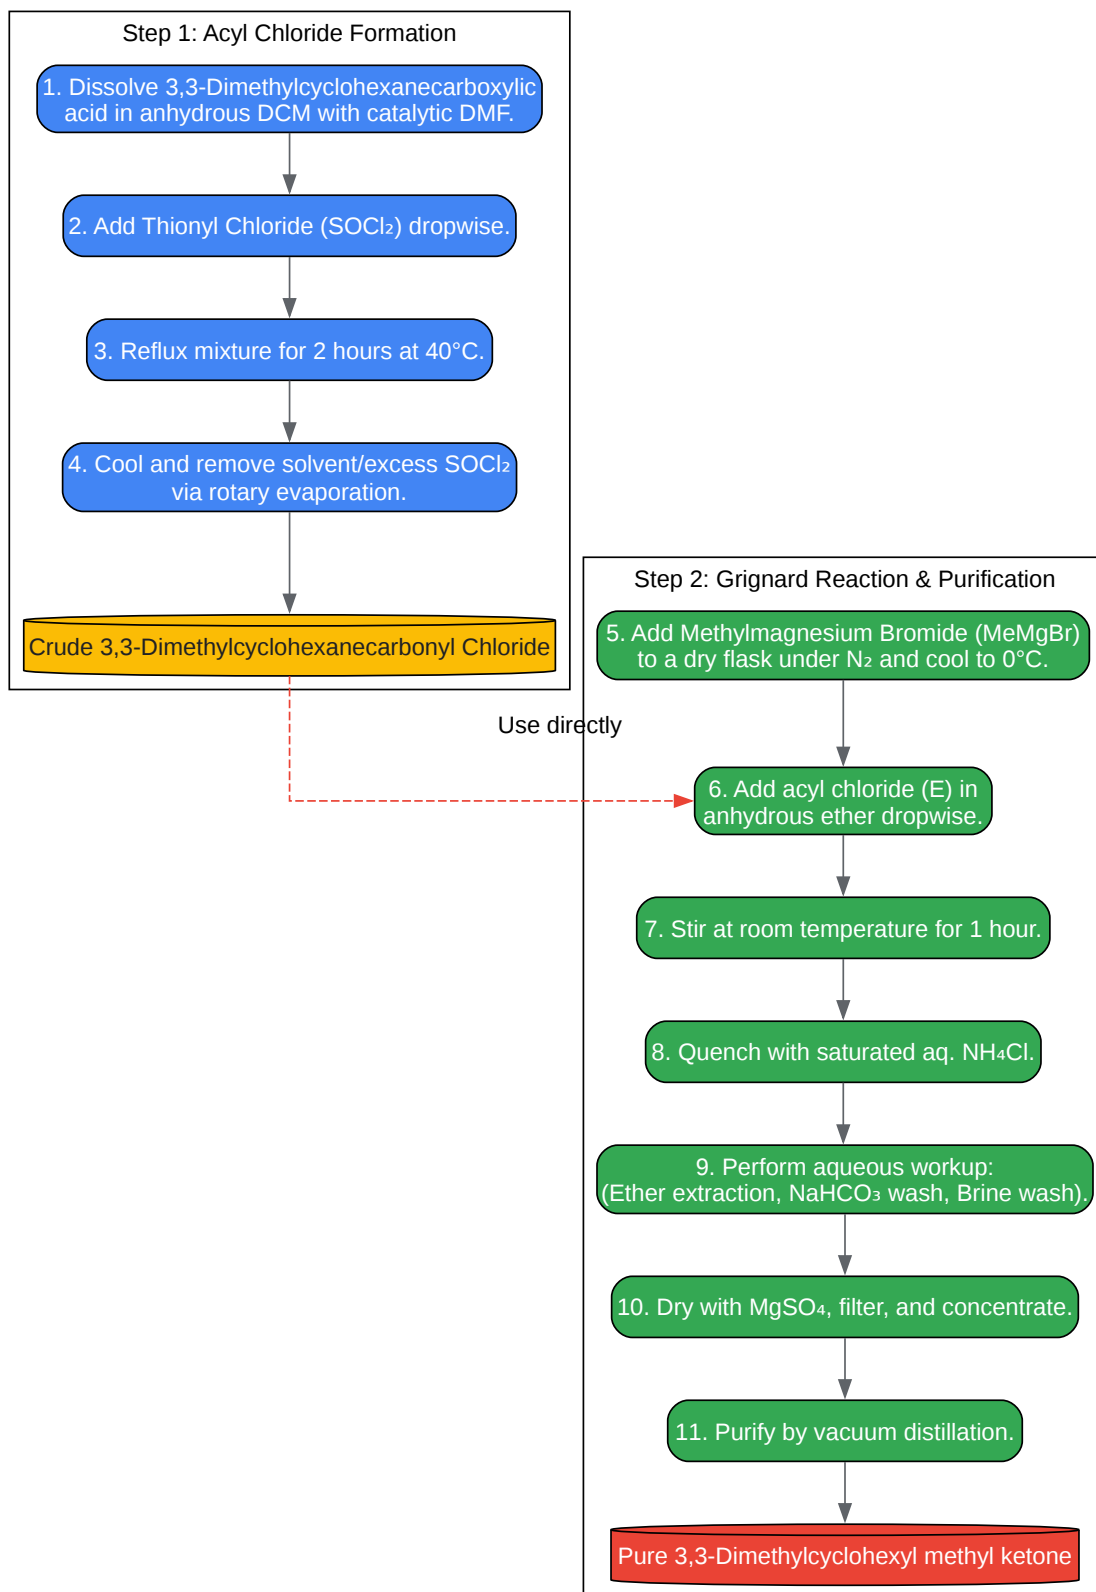 Step 1: Acyl Chloride Formation
1. Dissolve 3,3-Dimethylcyclohexanecarboxylic
acid in anhydrous DCM with catalytic DMF.
2. Add Thionyl Chloride (SOCl₂) dropwise.
3. Reflux mixture for 2 hours at 40°C.
4. Cool and remove solvent/excess SOCl₂
via rotary evaporation.
Crude 3,3-Dimethylcyclohexanecarbonyl Chloride
Use directly
Step 2: Grignard Reaction & Purification
5. Add Methylmagnesium Bromide (MeMgBr)
to a dry flask under N₂ and cool to 0°C.
6. Add acyl chloride (E) in
anhydrous ether dropwise.
7. Stir at room temperature for 1 hour.
8. Quench with saturated aq. NH₄Cl.
9. Perform aqueous workup:
(Ether extraction, NaHCO₃ wash, Brine wash).
10. Dry with MgSO₄, filter, and concentrate.
11. Purify by vacuum distillation.
Pure 3,3-Dimethylcyclohexyl methyl ketone